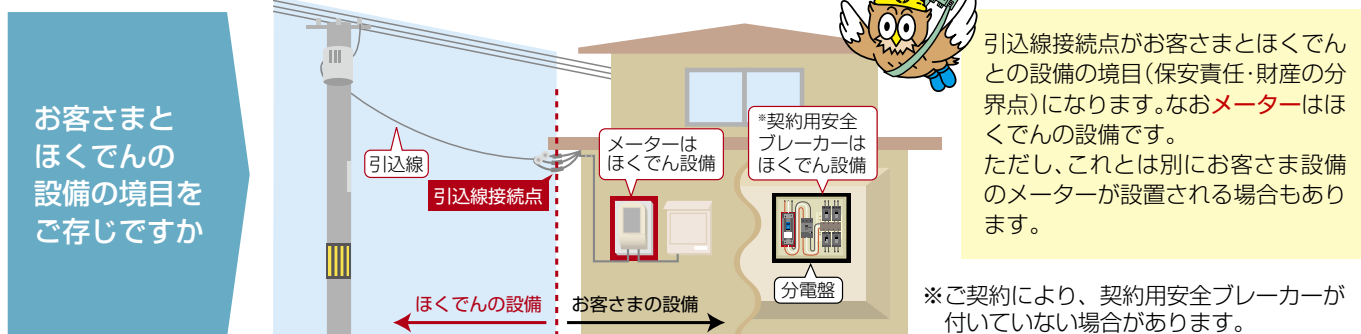 お客さまと
ほくでんの
設備の境目を
ご存じですか
引込線
引込線接続点
メーターは
ほくでん設備
※契約用安全
ブレーカーは
ほくでん設備
分電盤
ほくでんの設備
お客さまの設備
引込線接続点がお客さまとほくでん
との設備の境目(保安責任・財産の分
界点)になります。なおメーターはほ
くでんの設備です。
ただし、これとは別にお客さま設備
のメーターが設置される場合もあり
ます。
※ご契約により、契約用安全ブレーカーが
付いていない場合があります。